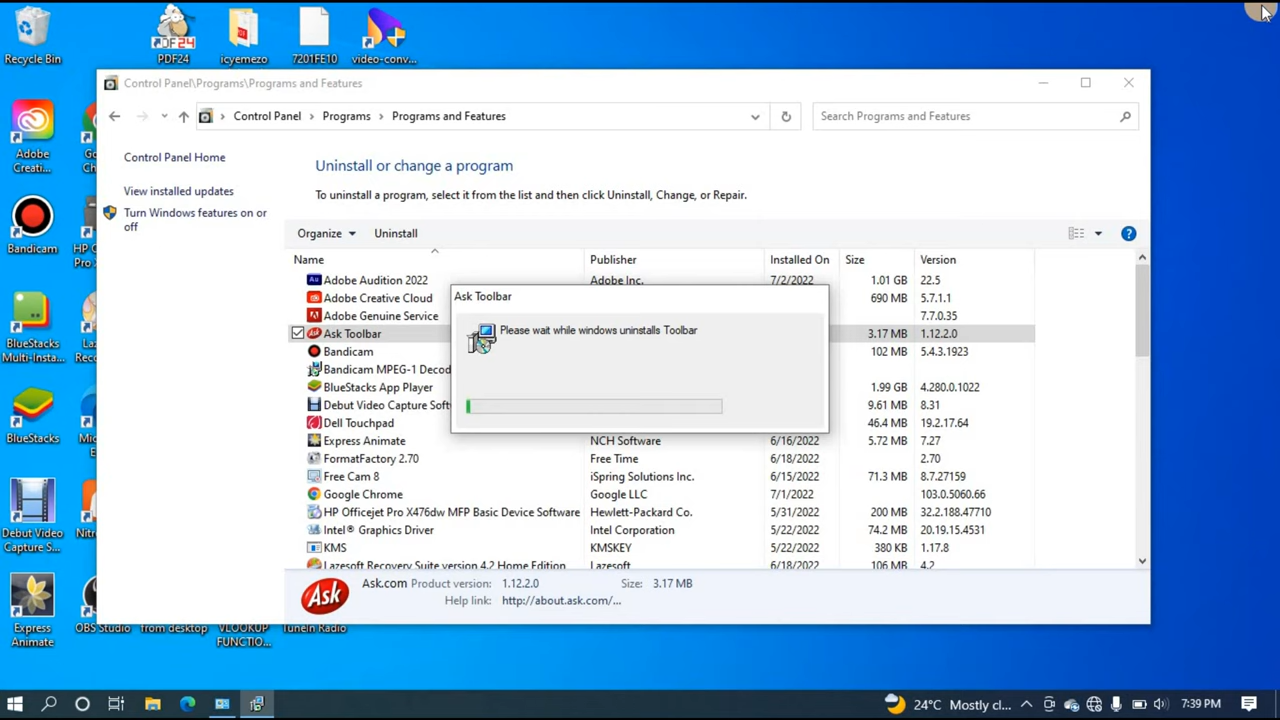 Recycle Bin
PDF24
icyemezo
7201FE10
video-conv...
Control Panel\Programs\Programs and Features
Control Panel > Programs > Programs and Features
Search Programs and Features
Adobe
Creati...
Control Panel Home
Uninstall or change a program
View installed updates
To uninstall a program, select it from the list and then click Uninstall, Change, or Repair.
Turn Windows features on or
off
Bandicam
Organize
Uninstall
Name Publisher Installed On Size Version
Adobe Audition 2022 Adobe Inc. 7/2/2022 1.01 GB 22.5
Adobe Creative Cloud 690 MB 5.7.1.1
Adobe Genuine Service 7.7.0.35
Ask Toolbar 3.17 MB 1.12.2.0
Bandicam 102 MB 5.4.3.1923
Bandicam MPEG-1 Decod
BlueStacks App Player 1.99 GB 4.280.0.1022
Debut Video Capture Softw 9.61 MB 8.31
Dell Touchpad 46.4 MB 19.2.17.64
Express Animate NCH Software 6/16/2022 5.72 MB 7.27
FormatFactory 2.70 Free Time 6/18/2022 2.70
Free Cam 8 iSpring Solutions Inc. 6/15/2022 71.3 MB 8.7.27159
Google Chrome Google LLC 7/1/2022 103.0.5060.66
HP Officejet Pro X476dw MFP Basic Device Software Hewlett-Packard Co. 5/31/2022 200 MB 32.2.188.47710
Intel® Graphics Driver Intel Corporation 5/22/2022 74.2 MB 20.19.15.4531
KMS KMSKEY 5/22/2022 380 KB 1.17.8
Lazesoft Recovery Suite version 4.2 Home Edition Lazesoft 6/18/2022 106 MB 4.2
Ask Toolbar
Please wait while windows uninstalls Toolbar
Ask
Ask.com Product version: 1.12.2.0 Size: 3.17 MB
Help link: http://about.ask.com/...
BlueStacks
Multi-Insta...
BlueStacks
Debut Video
Capture S...
Express
Animate
OBS Studio
from desktop
VLOOKUP
FUNCTIO...
TuneIn Radio
24°C Mostly cl...
7:39 PM